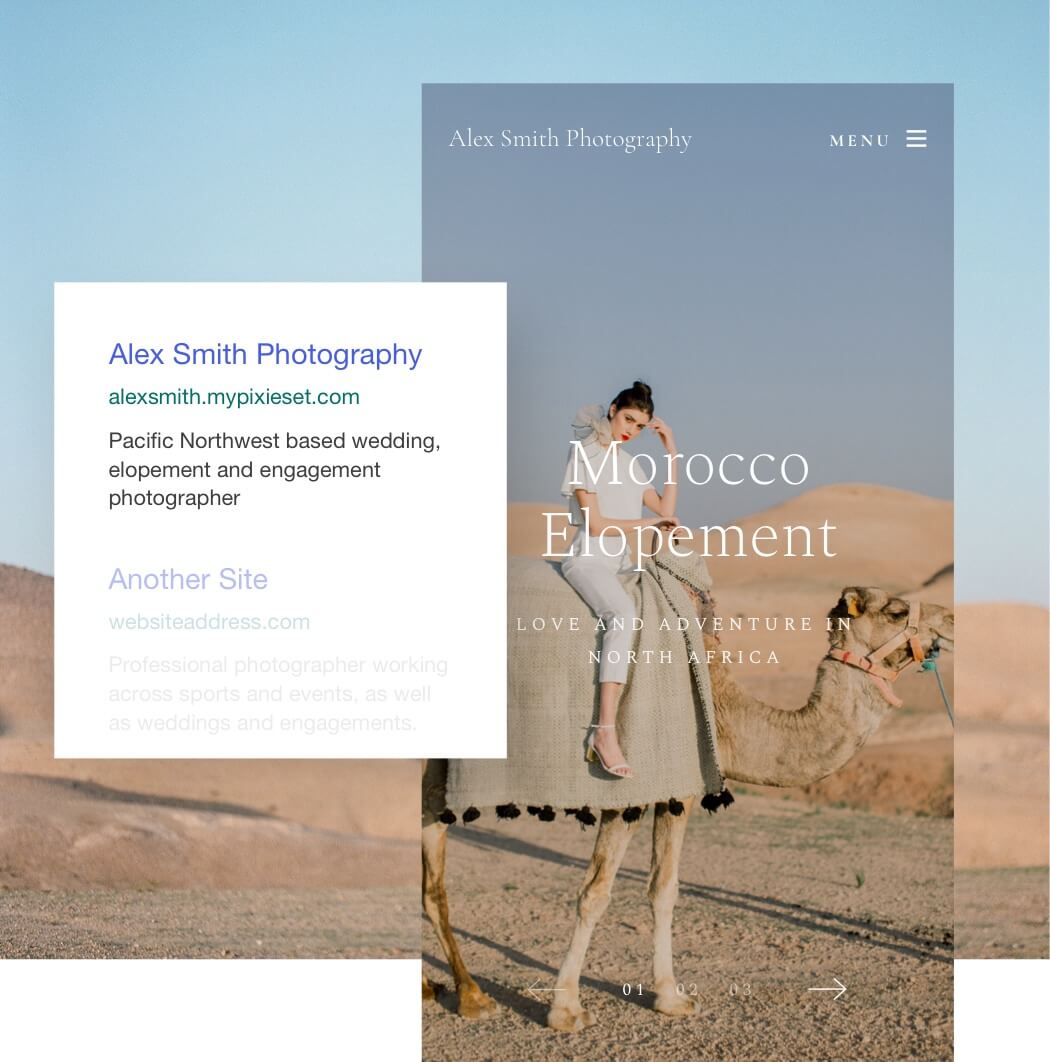 Alex Smith Photography
MENU
Alex Smith Photography
alexsmith.mypixieset.com
Pacific Northwest based wedding,
elopement and engagement
photographer
Another Site
websiteaddress.com
Professional photographer working
across sports and events, as well
as weddings and engagements.
Morocco
Elopement
LOVE AND ADVENTURE IN
NORTH AFRICA
01 02 03